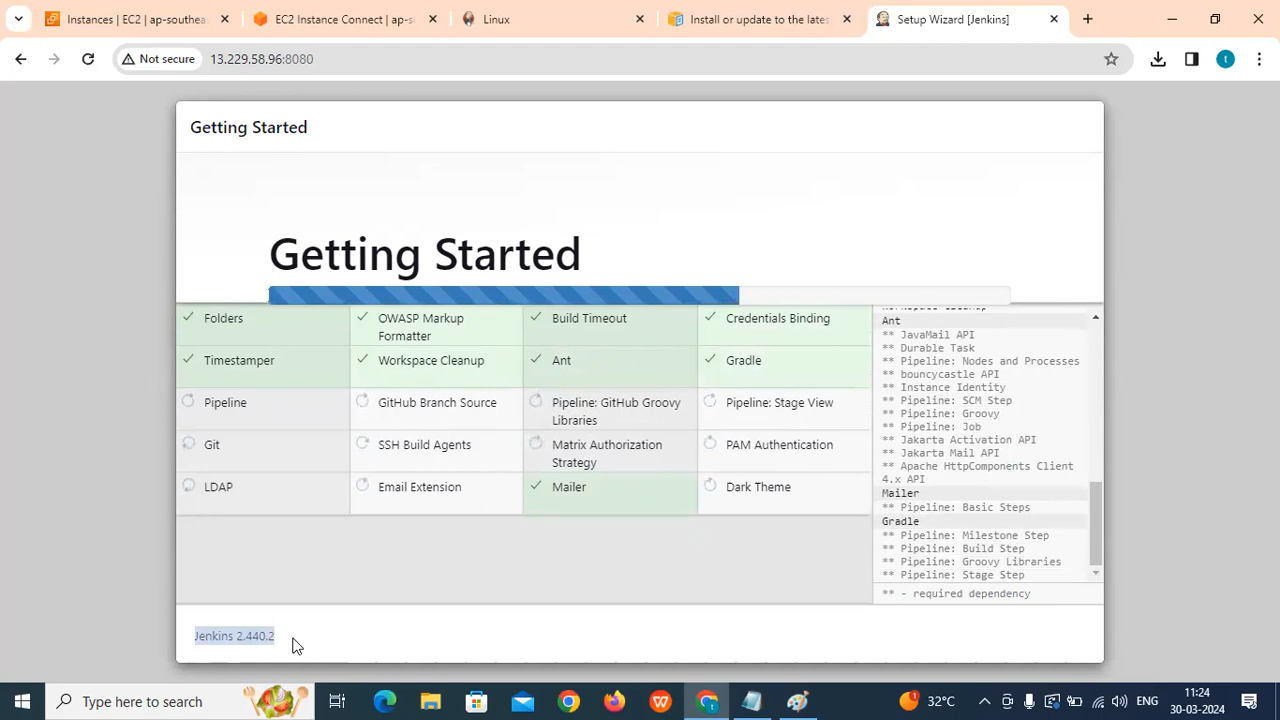 Instances | EC2 | ap-southea
EC2 Instance Connect | ap-s
Linux
Install or update to the lates
Setup Wizard [Jenkins]
Not secure
13.229.58.96:8080
t
Getting Started
Getting Started
Folders
OWASP Markup
Formatter
Build Timeout
Credentials Binding
Timestamper
Workspace Cleanup
Ant
Gradle
Pipeline
GitHub Branch Source
Pipeline: GitHub Groovy
Libraries
Pipeline: Stage View
Git
SSH Build Agents
Matrix Authorization
Strategy
PAM Authentication
LDAP
Email Extension
Mailer
Dark Theme
Ant
** JavaMail API
** Durable Task
** Pipeline: Nodes and Processes
** bouncycastle API
** Instance Identity
** Pipeline: SCM Step
** Pipeline: Groovy
** Pipeline: Job
** Jakarta Activation API
** Jakarta Mail API
** Apache HttpComponents Client
4.x API
Mailer
** Pipeline: Basic Steps
Gradle
** Pipeline: Milestone Step
** Pipeline: Build Step
** Pipeline: Groovy Libraries
** Pipeline: Stage Step
** - required dependency
Jenkins 2.440.2
Type here to search
32°C
ENG
11:24
30-03-2024